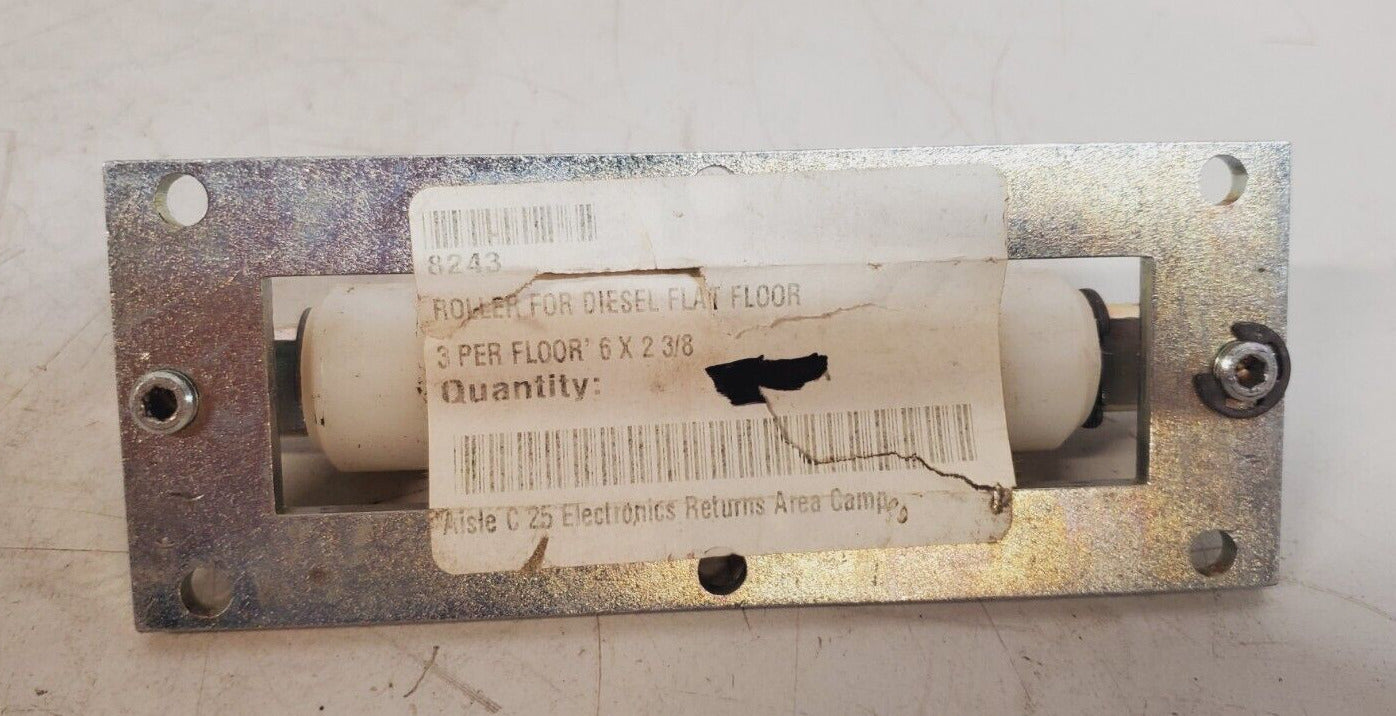 8243
ROLLER FOR DIESEL FLAT FLOOR
3 PER FLOOR' 6 X 2 3/8
Quantity:
Aisle C 25 Electronics Returns Area Campo